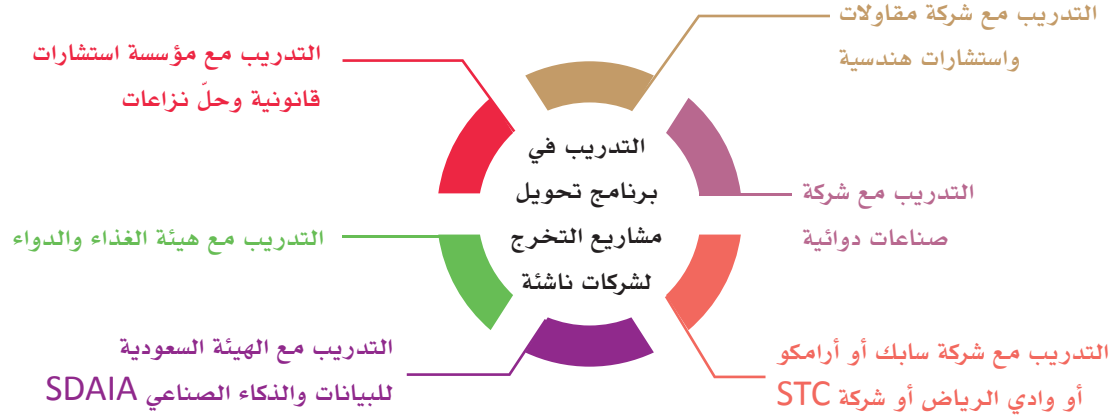 التدريب مع شركة مقاولات
واستشارات هندسية
التدريب مع مؤسسة استشارات
قانونية وحلّ نزاعات
التدريب في
برنامج تحويل
مشاريع التخرج
لشركات ناشئة
التدريب مع شركة
صناعات دوائية
التدريب مع هيئة الغذاء والدواء
التدريب مع شركة سابك أو أرامكو
أو وادي الرياض أو شركة STC
التدريب مع الهيئة السعودية
للبيانات والذكاء الصناعي SDAIA